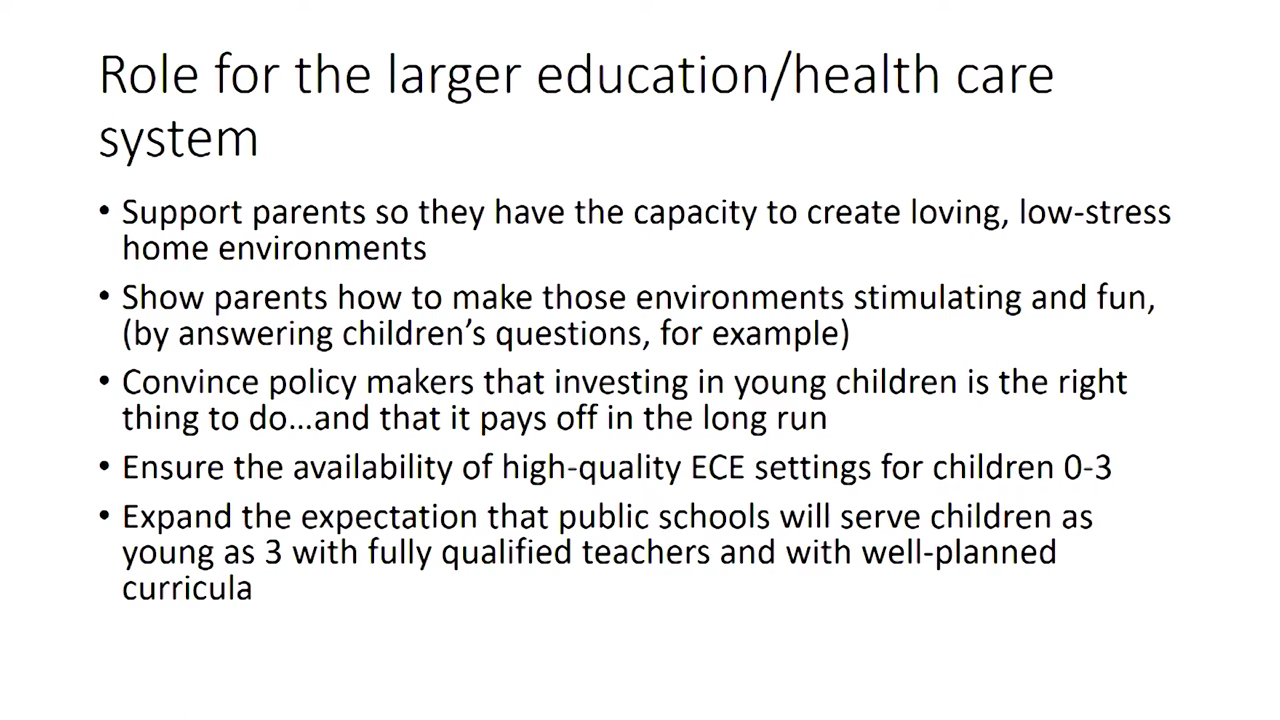 Role for the larger education/health care
system
• Support parents so they have the capacity to create loving, low-stress
home environments
• Show parents how to make those environments stimulating and fun,
(by answering children’s questions, for example)
• Convince policy makers that investing in young children is the right
thing to do…and that it pays off in the long run
• Ensure the availability of high-quality ECE settings for children 0-3
• Expand the expectation that public schools will serve children as
young as 3 with fully qualified teachers and with well-planned
curricula